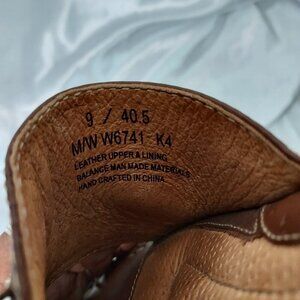 9 / 40.5
M/W W6741 K4
LEATHER UPPER & LINING
BALANCE MAN MADE MATERIALS
HAND CRAFTED IN CHINA